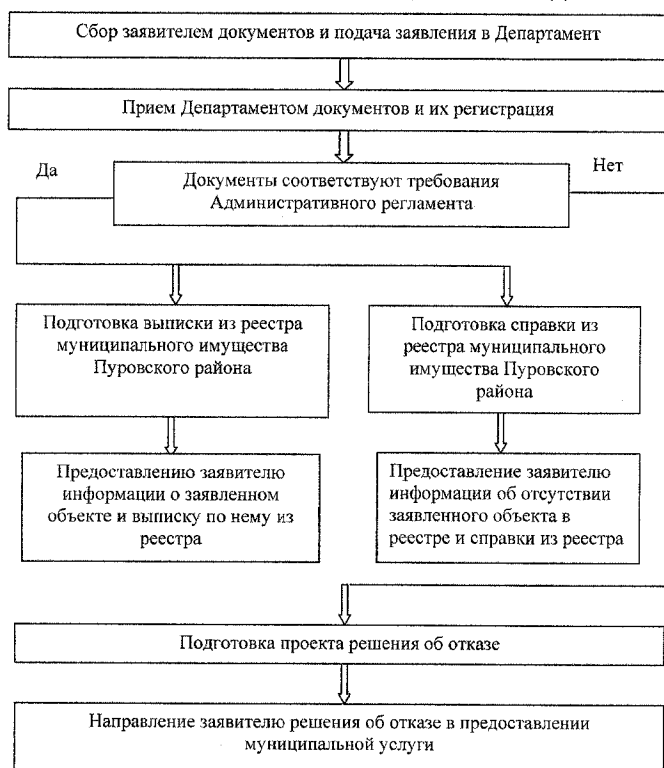 Сбор заявителем документов и подача заявления в Департамент
Прием Департаментом документов и их регистрация
Да
Нет
Документы соответствуют требования
Административного регламента
Подготовка выписки из реестра
муниципального имущества
Пуровского района
Подготовка справки из
реестра муниципального
имущества Пуровского
района
Предоставлению заявителю
информации о заявленном
объекте и выписку по нему из
реестра
Предоставление заявителю
информации об отсутствии
заявленного объекта в
реестре и справки из реестра
Подготовка проекта решения об отказе
Направление заявителю решения об отказе в предоставлении
муниципальной услуги